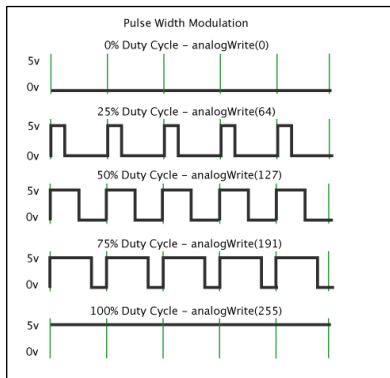 Pulse Width Modulation
0% Duty Cycle – analogWrite(0)
5v
0v
25% Duty Cycle – analogWrite(64)
5v
0v
50% Duty Cycle – analogWrite(127)
5v
0v
75% Duty Cycle – analogWrite(191)
5v
0v
100% Duty Cycle – analogWrite(255)
5v
0v